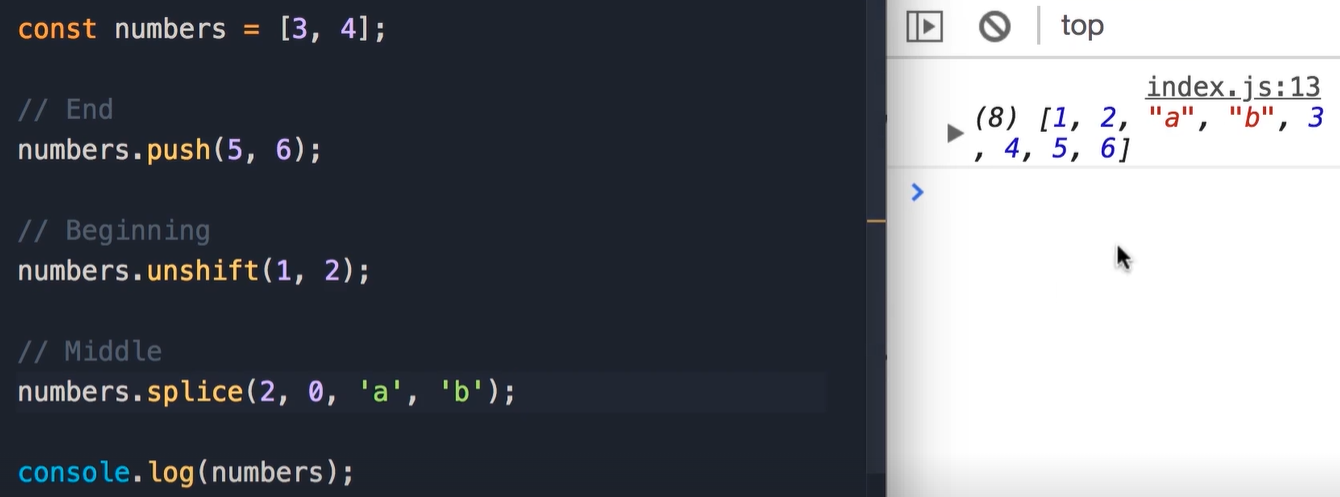 const numbers = [3, 4];
// End
numbers.push(5, 6);
// Beginning
numbers.unshift(1, 2);
// Middle
numbers.splice(2, 0, 'a', 'b');
console.log(numbers);
top
index.js:13
(8) [1, 2, "a", "b", 3
, 4, 5, 6]